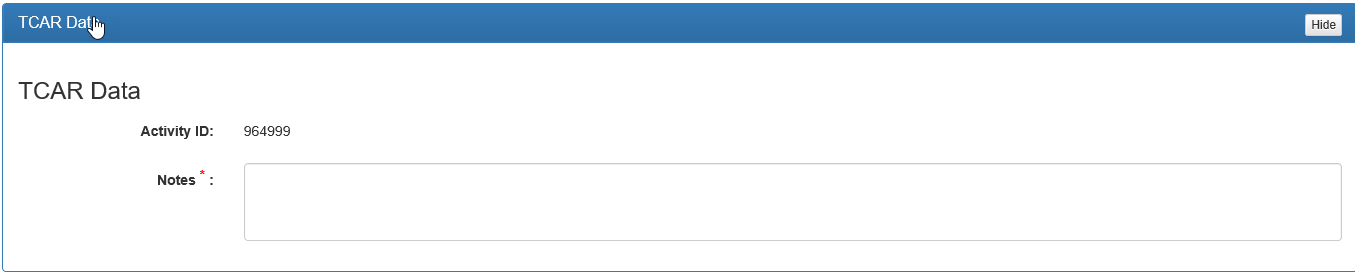 TCAR Data Hide
TCAR Data
Activity ID: 964999
Notes * :